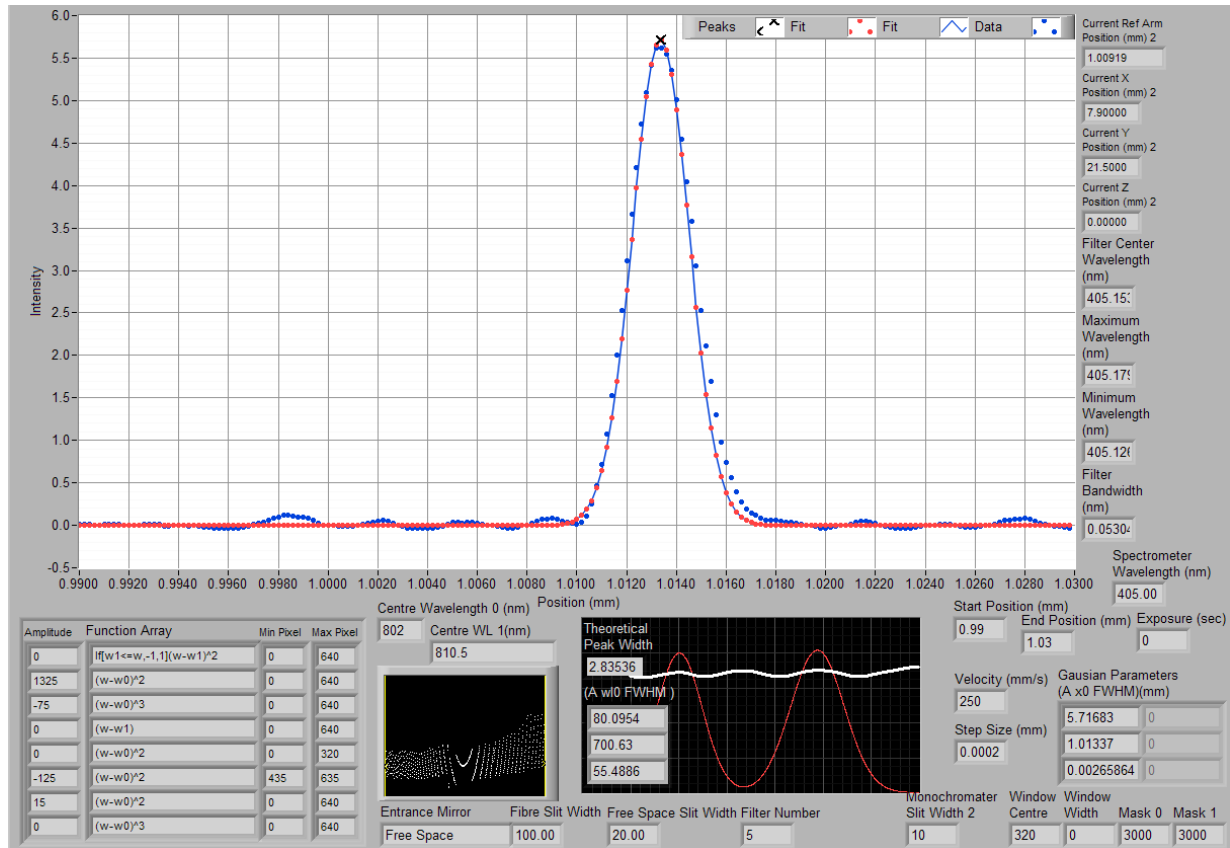 Peaks Fit Fit Data
6.0
5.5
5.0
4.5
4.0
3.5
3.0
2.5
2.0
1.5
1.0
0.5
0.0
-0.5
Intensity
0.9900 0.9920 0.9940 0.9960 0.9980 1.0000 1.0020 1.0040 1.0060 1.0080 1.0100 1.0120 1.0140 1.0160 1.0180 1.0200 1.0220 1.0240 1.0260 1.0280 1.0300
Position (mm)
Current Ref Arm
Position (mm) 2
1.00919
Current X
Position (mm) 2
7.90000
Current Y
Position (mm) 2
21.5000
Current Z
Position (mm) 2
0.00000
Filter Center
Wavelength
(nm)
405.153
Maximum
Wavelength
(nm)
405.179
Minimum
Wavelength
(nm)
405.126
Filter
Bandwidth
(nm)
0.05304
Spectrometer
Wavelength (nm)
405.00
Amplitude Function Array Min Pixel Max Pixel
0 If[w1<=w,-1,1](w-w1)^2 0 640
1325 (w-w0)^2 0 640
-75 (w-w0)^3 0 640
0 (w-w1) 0 640
0 (w-w0)^2 0 320
-125 (w-w0)^2 435 635
15 (w-w0)^2 0 640
0 (w-w0)^3 0 640
Centre Wavelength 0 (nm)
802
Centre WL 1(nm)
810.5
Entrance Mirror
Free Space
Fibre Slit Width
100.00
Free Space Slit Width
20.00
Filter Number
5
Theoretical
Peak Width
2.83536
(A wl0 FWHM )
80.0954
700.63
55.4886
Start Position (mm)
0.99
End Position (mm)
1.03
Exposure (sec)
0
Velocity (mm/s)
250
Step Size (mm)
0.0002
Gausian Parameters
(A x0 FWHM)(mm)
5.71683 0
1.01337 0
0.00265864 0
Monochromater
Slit Width 2
10
Window
Centre
320
Window
Width
0
Mask 0
3000
Mask 1
3000